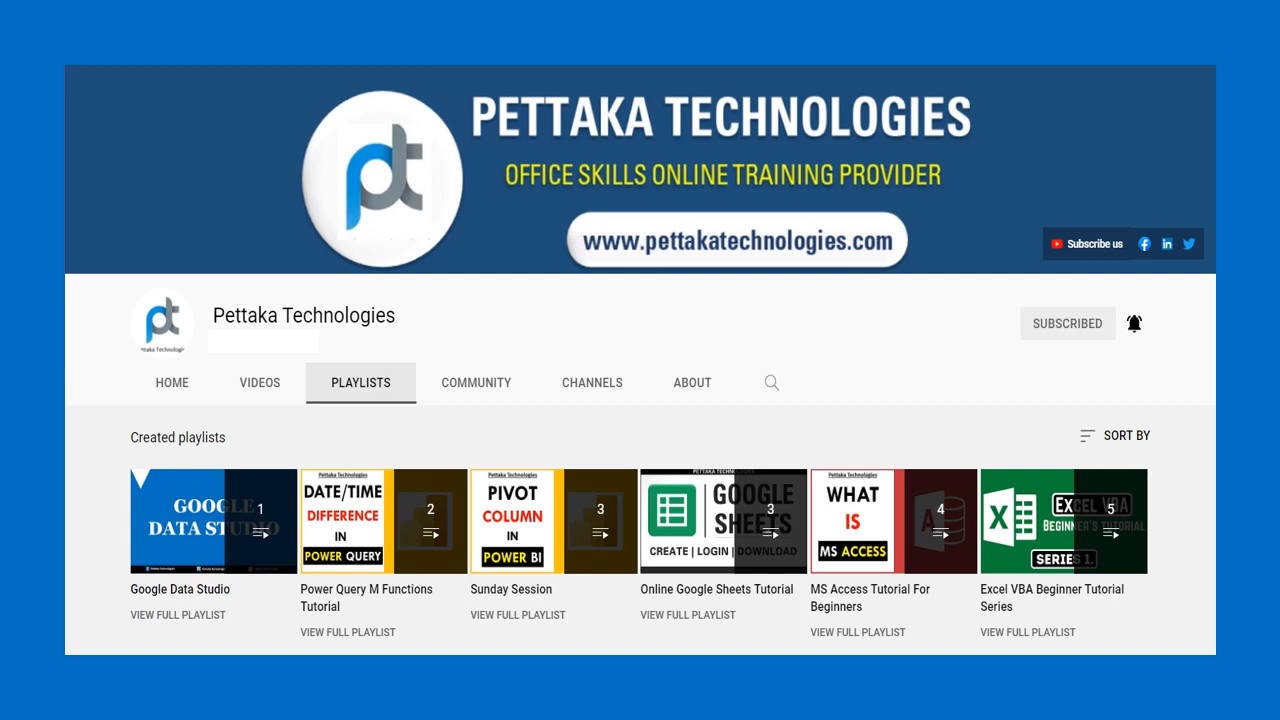 PETTAKA TECHNOLOGIES
OFFICE SKILLS ONLINE TRAINING PROVIDER
www.pettakatechnologies.com
Subscribe us
Pettaka Technologies
SUBSCRIBED
HOME VIDEOS PLAYLISTS COMMUNITY CHANNELS ABOUT
Created playlists
SORT BY
GOOGLE
DATA STUDIO
1
Google Data Studio
VIEW FULL PLAYLIST
Pettaka Technologies
DATE/TIME
DIFFERENCE
IN
POWER QUERY
2
Power Query M Functions
Tutorial
VIEW FULL PLAYLIST
Pettaka Technologies
PIVOT
COLUMN
IN
POWER BI
3
Sunday Session
VIEW FULL PLAYLIST
PETTAKA TECHNOLOGIES
GOOGLE
SHEETS
CREATE | LOGIN | DOWNLOAD
3
Online Google Sheets Tutorial
VIEW FULL PLAYLIST
Pettaka Technologies
WHAT
IS
MS ACCESS
4
MS Access Tutorial For
Beginners
VIEW FULL PLAYLIST
EXCEL VBA
BEGINNER'S TUTORIAL
SERIES 1.
5
Excel VBA Beginner Tutorial
Series
VIEW FULL PLAYLIST